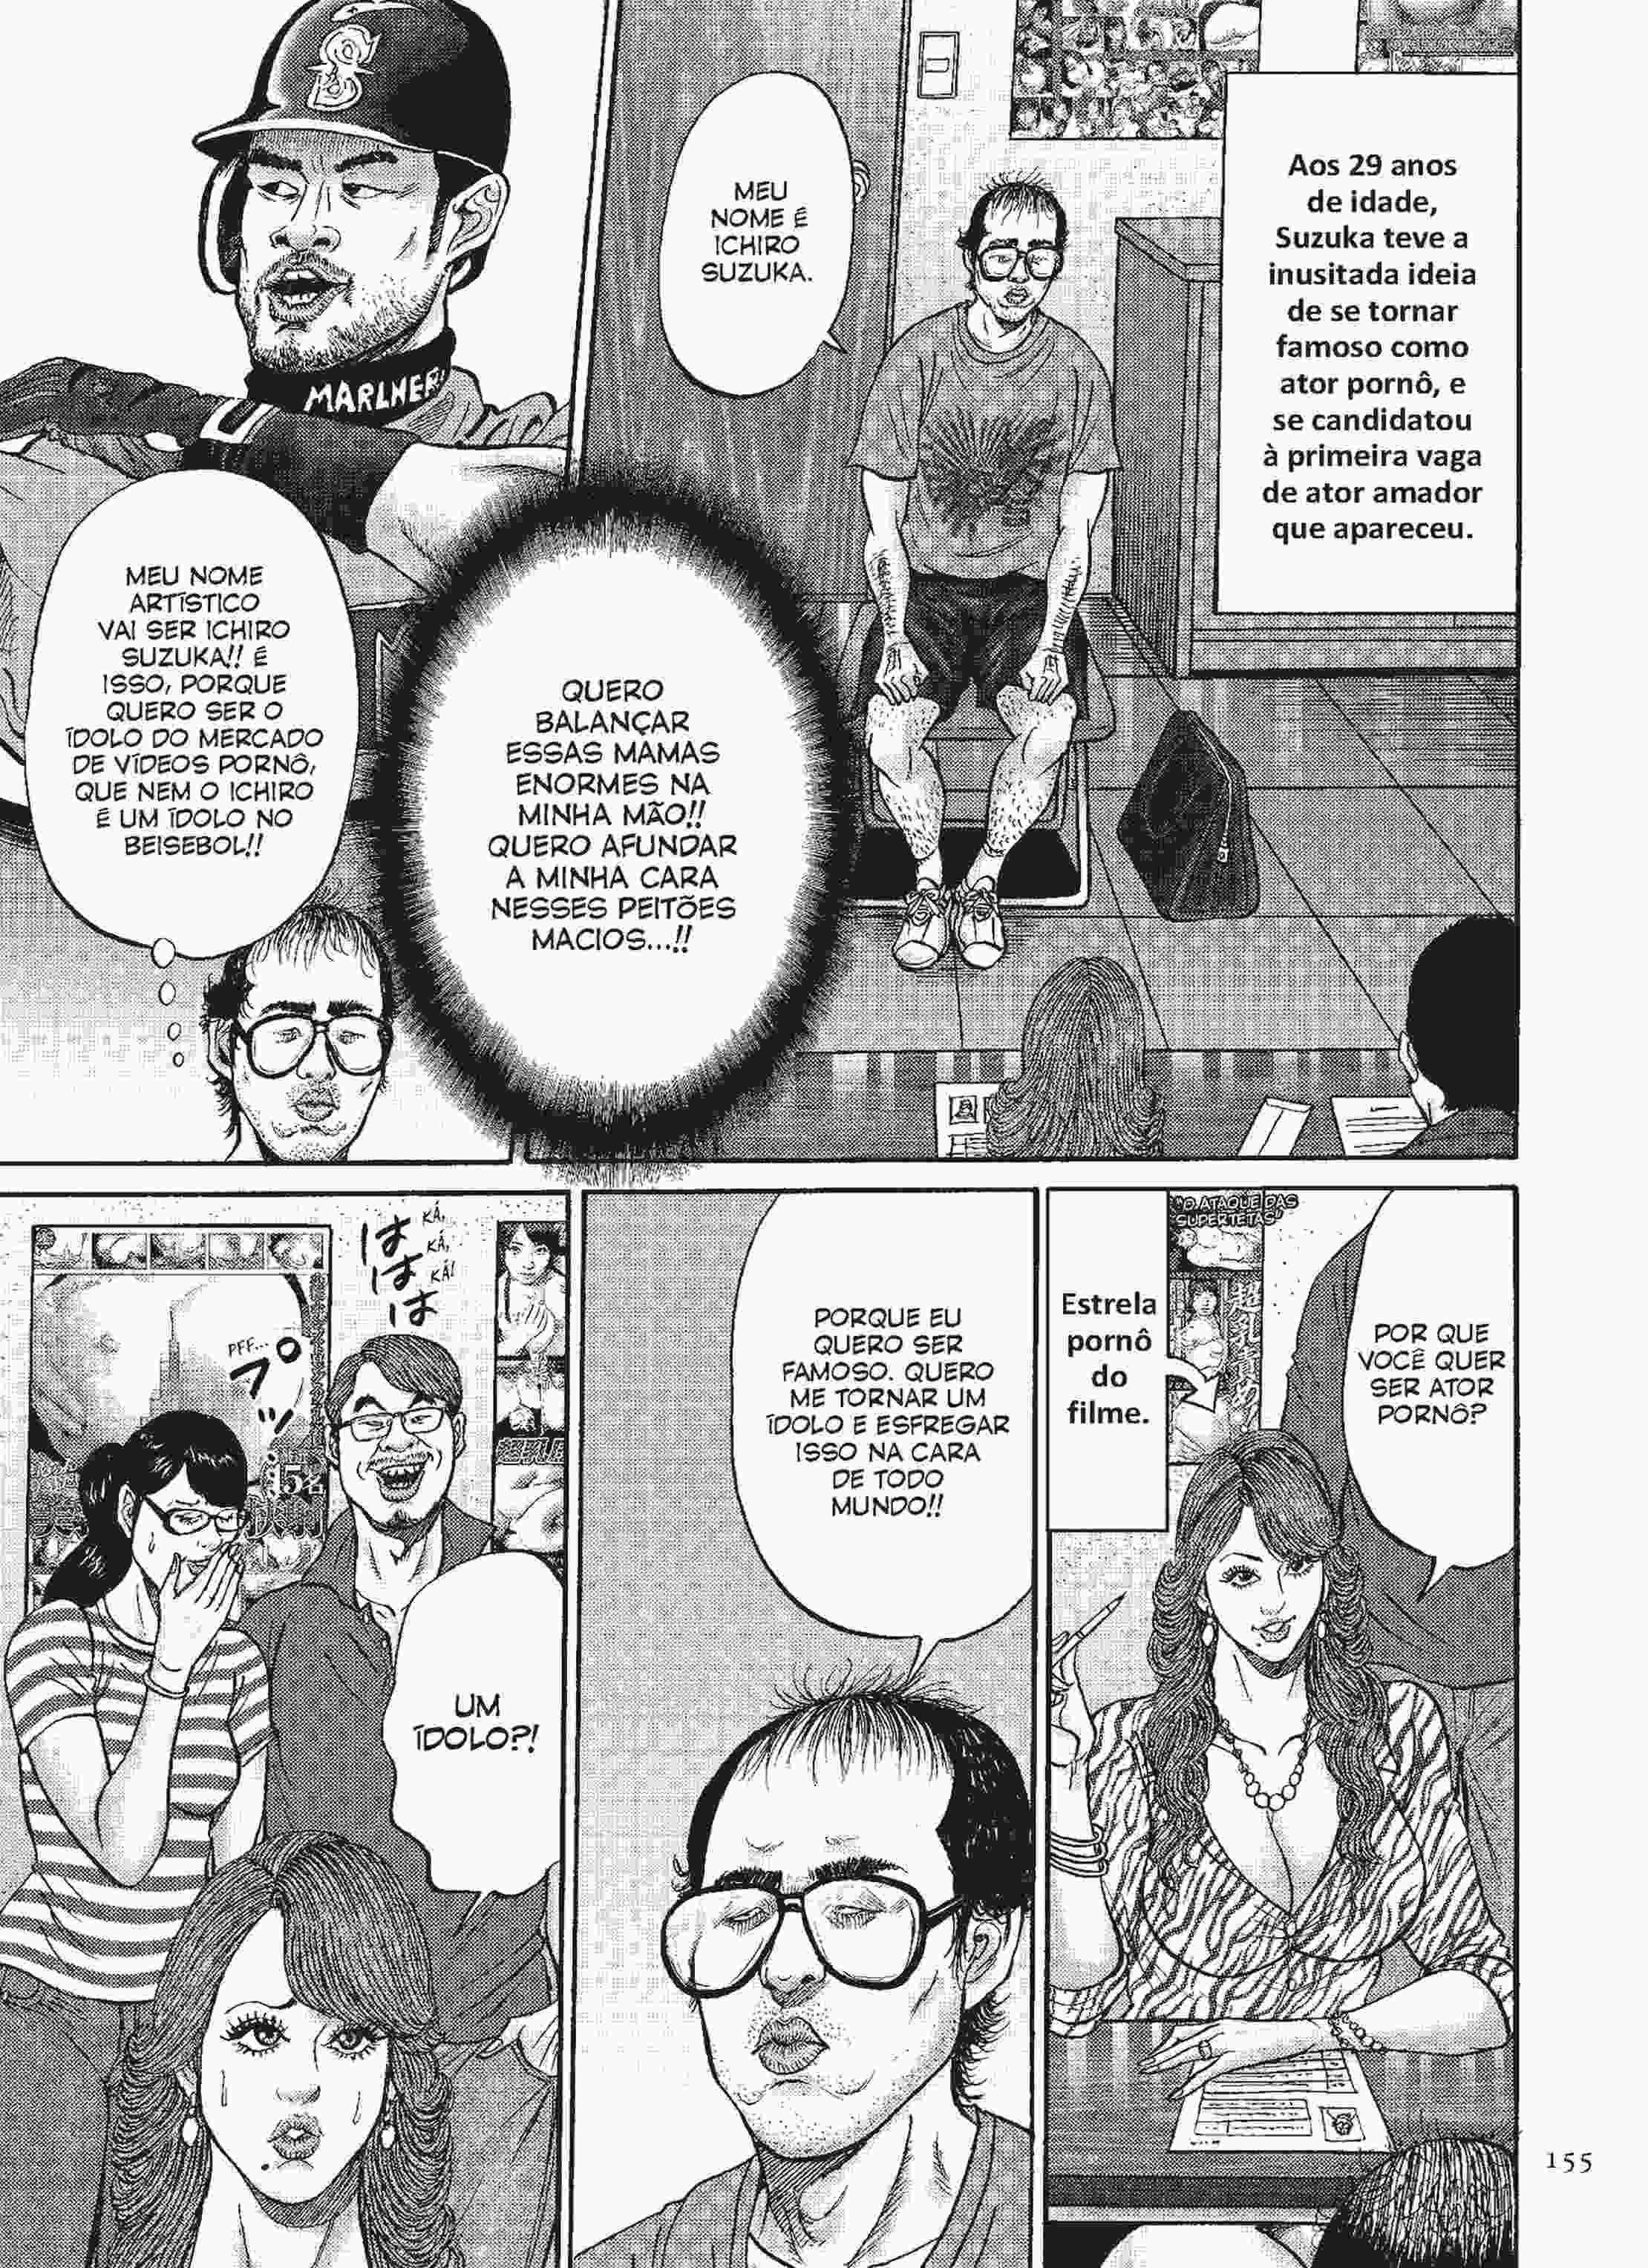 Aos 29 anos
de idade,
Suzuka teve a
inusitada ideia
de se tornar
famoso como
ator pornô, e
se candidatou
à primeira vaga
de ator amador
que apareceu.
MEU
NOME É
ICHIRO
SUZUKA.
QUERO
BALANÇAR
ESSAS MAMAS
ENORMES NA
MINHA MÃO!!
QUERO AFUNDAR
A MINHA CARA
NESSES PEITÕES
MACIOS...!!
S
MARLNER
MEU NOME
ARTÍSTICO
VAI SER ICHIRO
SUZUKA!! É
ISSO, PORQUE
QUERO SER O
ÍDOLO DO MERCADO
DE VÍDEOS PORNÔ,
QUE NEM O ICHIRO
É UM ÍDOLO NO
BEISEBOL!!
POR QUE
VOCÊ QUER
SER ATOR
PORNÔ?
"O ATAQUE DAS
SUPERTETAS"
Estrela
pornô
do
filme.
PORQUE EU
QUERO SER
FAMOSO. QUERO
ME TORNAR UM
ÍDOLO E ESFREGAR
ISSO NA CARA
DE TODO
MUNDO!!
ははは
KÁ,
KÁ,
KÁ!
PFF...
プッ
15名
UM
ÍDOLO?!
155